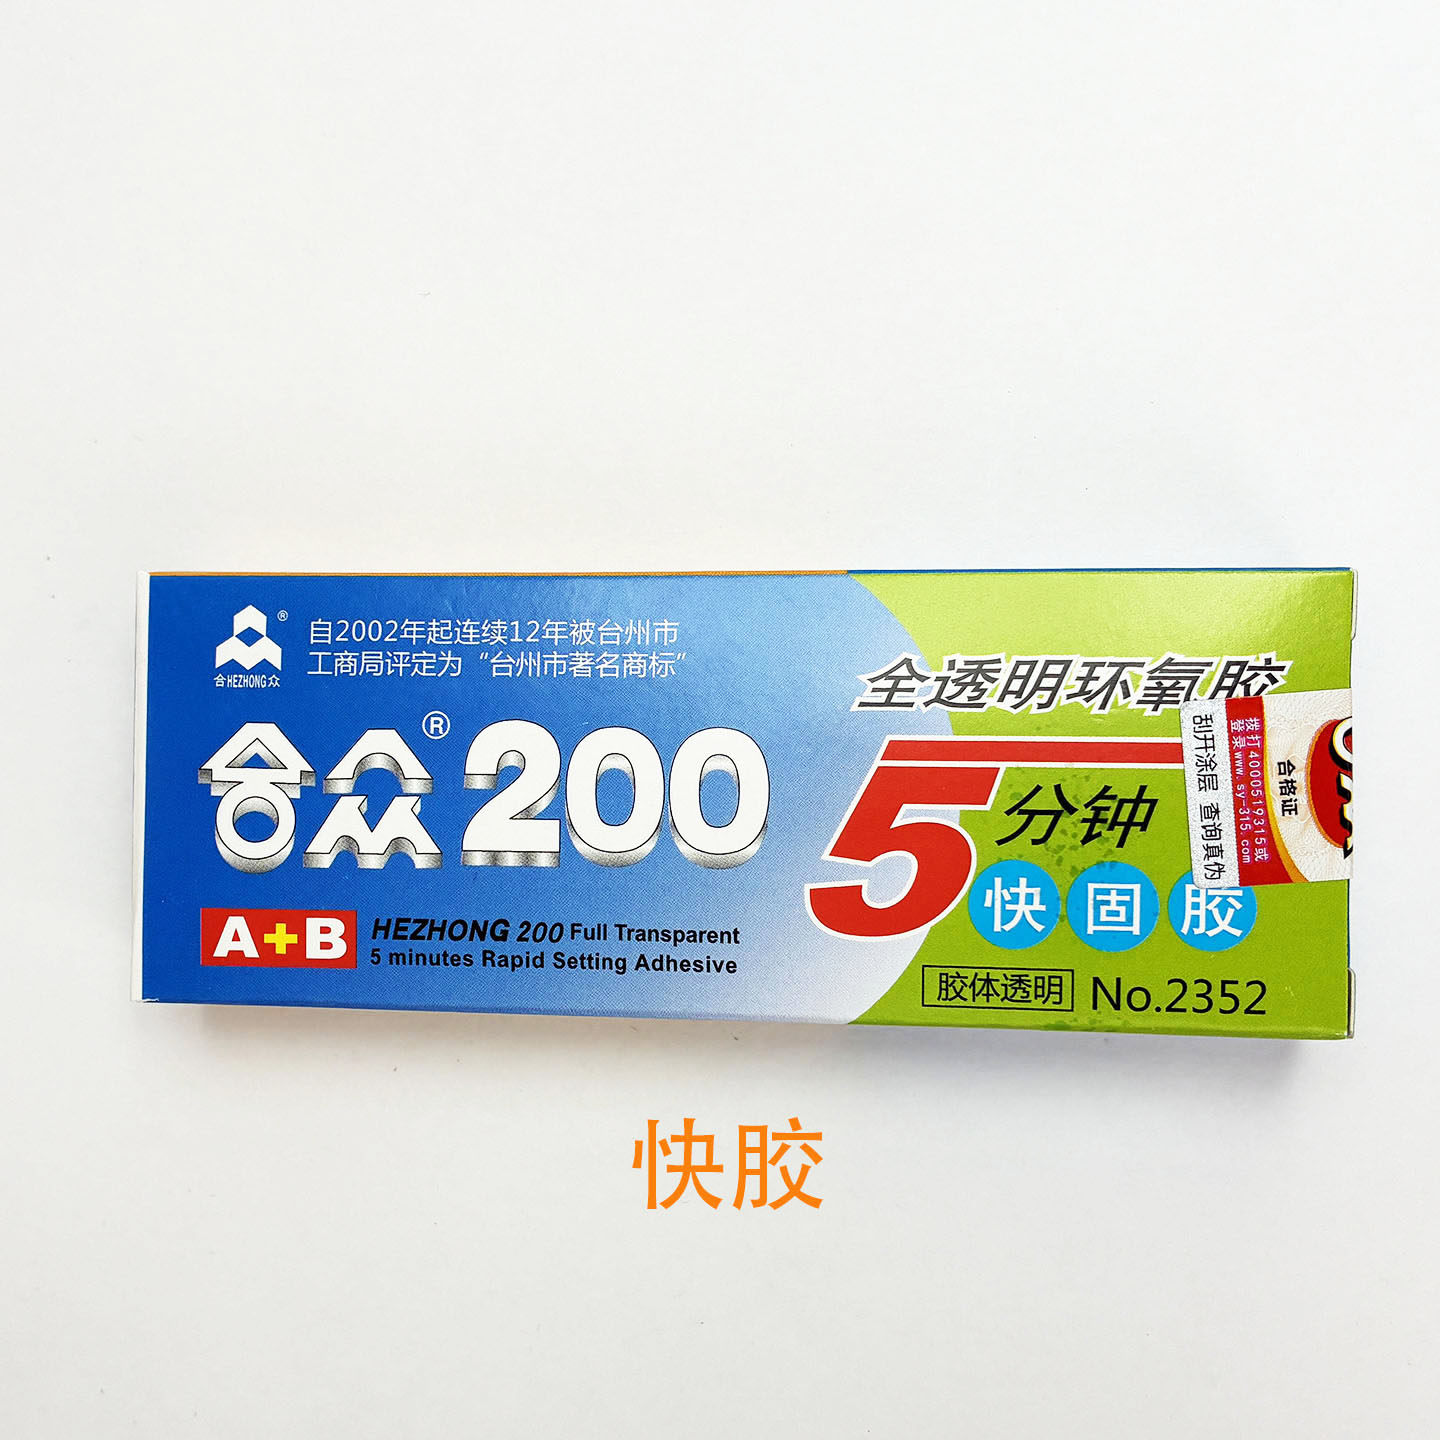 ®
合HEZHONG众
自2002年起连续12年被台州市
工商局评定为“台州市著名商标”
合众®200
A+B
HEZHONG 200 Full Transparent
5 minutes Rapid Setting Adhesive
全透明环氧胶
5分钟
快固胶
胶体透明 No.2352
刮开涂层 查询真伪
拨打4000519315或
登录www.sy-315.com
合格证
快胶